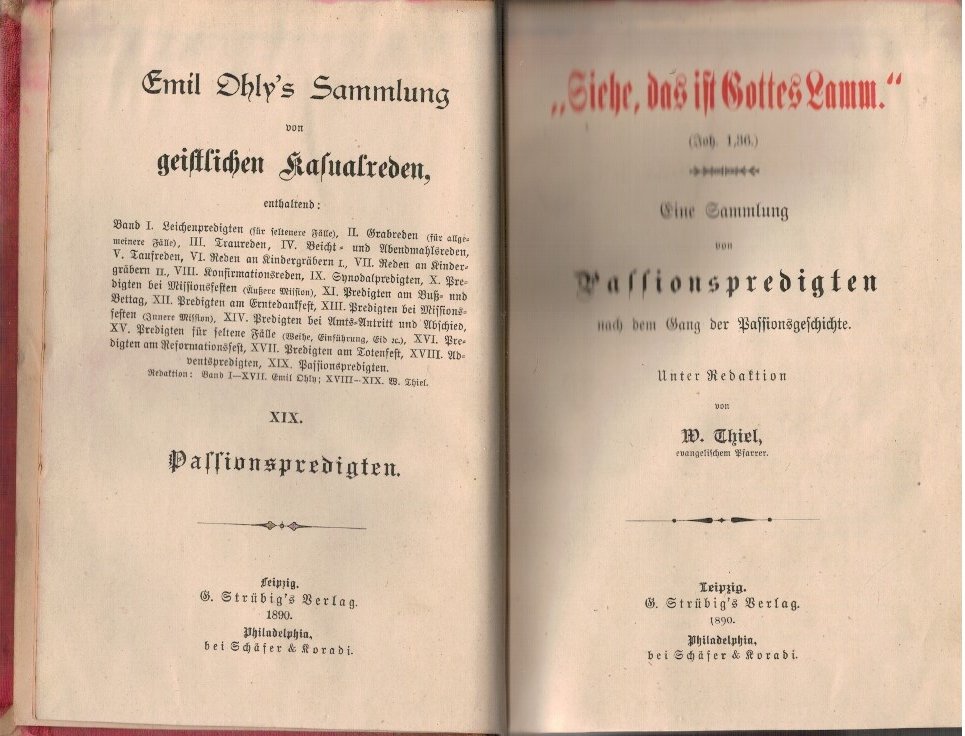 Emil Ohly's Sammlung
von
geistlichen Kasualreden,
enthaltend:
Band I. Leichenpredigten (für seltenere Fälle), II. Grabreden (für allge-
meinere Fälle), III. Traureden, IV. Beicht- und Abendmahlsreden,
V. Taufreden, VI. Reden an Kindergräbern I., VII. Reden an Kinder-
gräbern II., VIII. Konfirmationsreden, IX. Synodalpredigten, X. Pre-
digten bei Missionsfesten (Äußere Mission), XI. Predigten am Buß- und
Bettag, XII. Predigten am Erntedankfest, XIII. Predigten bei Missions-
festen (Innere Mission), XIV. Predigten bei Amts-Antritt und Abschied,
XV. Predigten für seltene Fälle (Weihe, Einführung, Eid ꝛc.), XVI. Pre-
digten am Reformationsfest, XVII. Predigten am Totenfest, XVIII. Ad-
ventspredigten, XIX. Passionspredigten.
Redaktion: Band I—XVII. Emil Ohly; XVIII—XIX. W. Thiel.
XIX.
Passionspredigten.
Leipzig.
G. Strübig's Verlag.
1890.
Philadelphia,
bei Schäfer & Koradi.
„Siehe, das ist Gottes Lamm.“
(Joh. 1,36.)
Eine Sammlung
von
Passionspredigten
nach dem Gang der Passionsgeschichte.
Unter Redaktion
von
W. Thiel,
evangelischem Pfarrer.
Leipzig.
G. Strübig's Verlag.
1890.
Philadelphia,
bei Schäfer & Koradi.